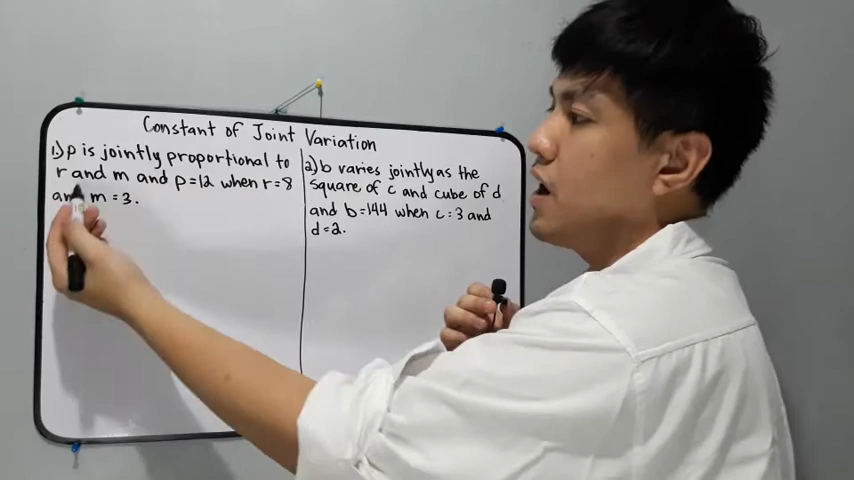 Constant of Joint Variation
1) p is jointly proportional to
r and m and p=12 when r=8
and m = 3.
2) b varies jointly as the
square of c and cube of d
and b=144 when c=3 and
d=2.